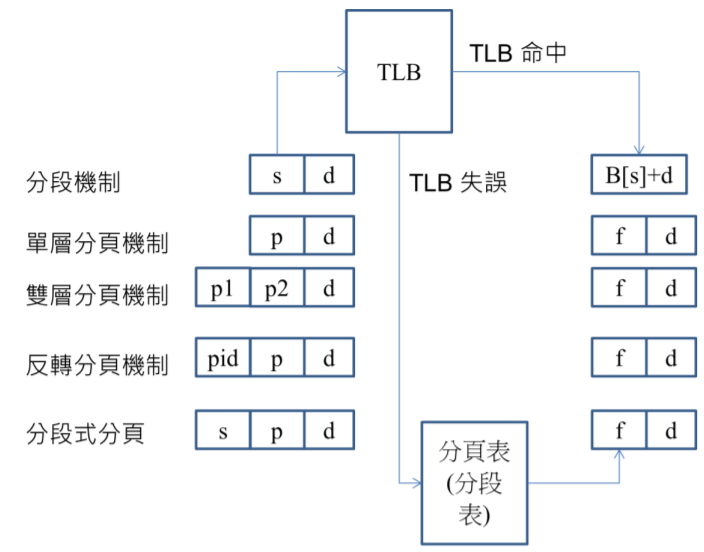 TLB
TLB 命中
TLB 失誤
分段機制
s d
B[s]+d
單層分頁機制
p d
f d
雙層分頁機制
p1 p2 d
f d
反轉分頁機制
pid p d
f d
分段式分頁
s p d
f d
分頁表
(分段
表)